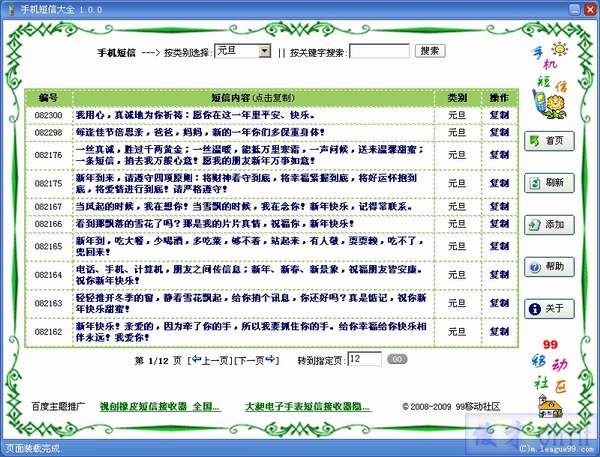 手机短信大全 1.0.0
手机短信 ---> 按类别选择: 元旦 || 按关键字搜索: 搜索
手机短信
编号 短信内容(点击复制) 类别 操作
082300 我用心，真诚地为你祈祷：愿你在这一年里平安、快乐。 元旦 复制
082298 每逢佳节倍思亲，爸爸，妈妈，新的一年你们多保重身体！ 元旦 复制
082176 一丝真诚，胜过千两黄金；一丝温暖，能抵万里寒霜，一声问候，送来温馨甜蜜；
一条短信，捎去我万般心意！愿我的朋友新年万事如意！ 元旦 复制
082175 新年到来，请遵守四项原则：将财神看守到底，将幸福紧握到底，将好运怀抱到
底，将爱情进行到底！请严格遵守！ 元旦 复制
082167 当风起的时候，我在想你！当雪飘的时候，我在念你！新年快乐，记得常联系。 元旦 复制
082166 看到那飘落的雪花了吗？那是我的片片真情，祝福你，新年快乐！ 元旦 复制
082165 新年到，吃大餐，少喝酒，多吃菜，够不着，站起来，有人敬，耍耍赖，吃不了，
兜回来！ 元旦 复制
082164 电话、手机、计算机，朋友之间传信息；新年、新春、新景象，祝福朋友皆安康。
祝你新年快乐！ 元旦 复制
082163 轻轻推开冬季的窗，静看雪花飘起，给你捎个讯息，你还好吗？真是惦记，祝你新
年快乐甜蜜！ 元旦 复制
082162 新年快乐！亲爱的，因为牵了你的手，所以我要抓住你的手。给你幸福给你快乐相
伴永远！我爱你！ 元旦 复制
首页
刷新
添加
帮助
关于
99
移动
社区
第 1/12 页 [上一页][下一页] 转到指定页: 12 GO
百度主题推广 视创橡皮短信接收器 全国... 大昶电子手表短信接收器隐... ©2008-2009 99移动社区
页面装载完成. (C)m.league99.com